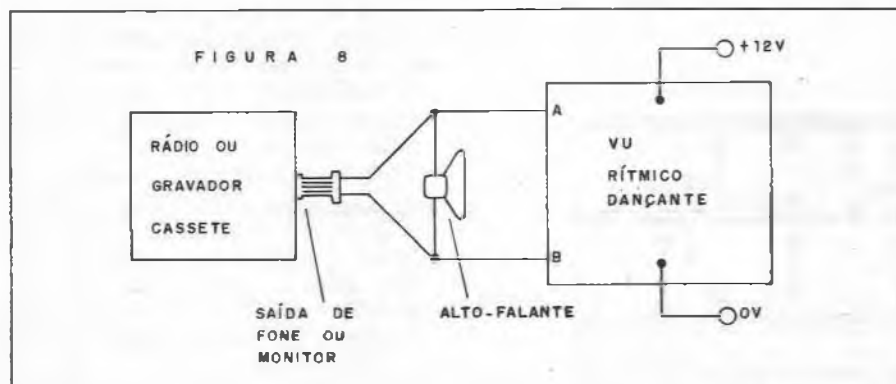 FIGURA 8
+12V
RÁDIO OU
GRAVADOR
CASSETE
A
VU
RÍTMICO
DANÇANTE
B
SAÍDA DE
FONE OU
MONITOR
ALTO-FALANTE
0V